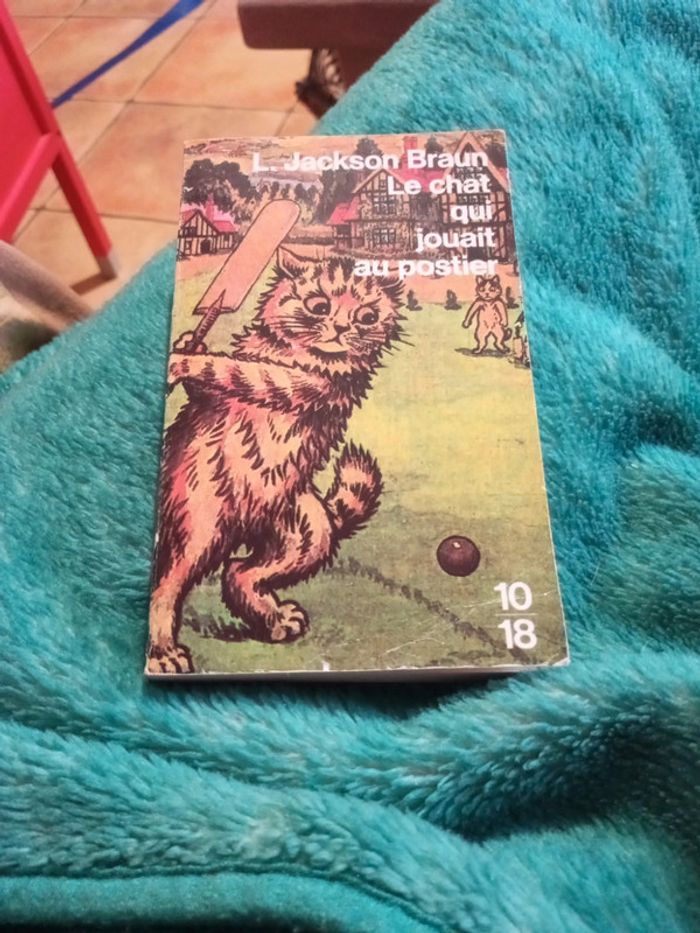 L. Jackson Braun
Le chat
qui
jouait
au postier
10
18